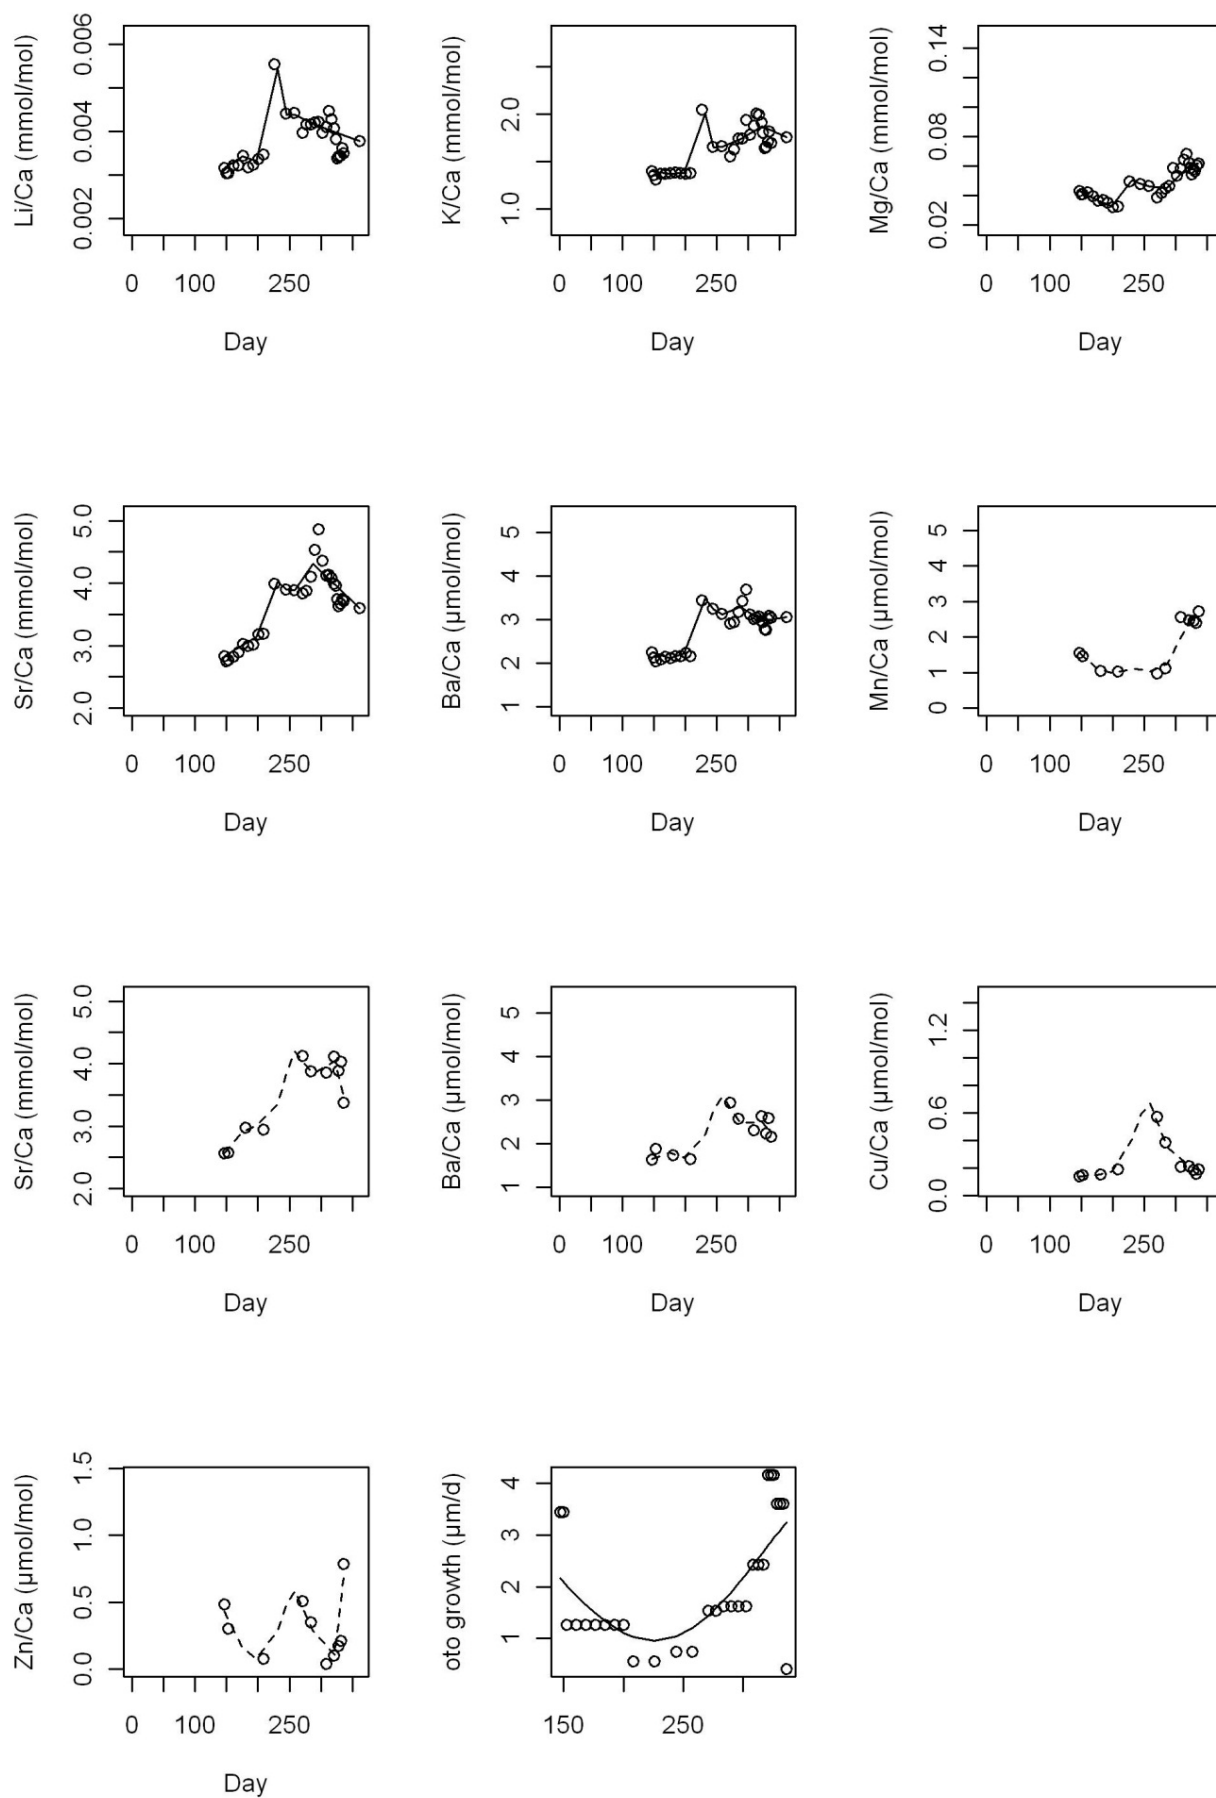 Li/Ca (mmol/mol)
0.002 0.004 0.006
0 100 250
Day
K/Ca (mmol/mol)
1.0 2.0
0 100 250
Day
Mg/Ca (mmol/mol)
0.02 0.08 0.14
0 100 250
Day
Sr/Ca (mmol/mol)
2.0 3.0 4.0 5.0
0 100 250
Day
Ba/Ca (µmol/mol)
1 2 3 4 5
0 100 250
Day
Mn/Ca (µmol/mol)
0 1 2 3 4 5
0 100 250
Day
Sr/Ca (mmol/mol)
2.0 3.0 4.0 5.0
0 100 250
Day
Ba/Ca (µmol/mol)
1 2 3 4 5
0 100 250
Day
Cu/Ca (µmol/mol)
0.0 0.6 1.2
0 100 250
Day
Zn/Ca (µmol/mol)
0.0 0.5 1.0 1.5
0 100 250
Day
oto growth (µm/d)
1 2 3 4
150 250